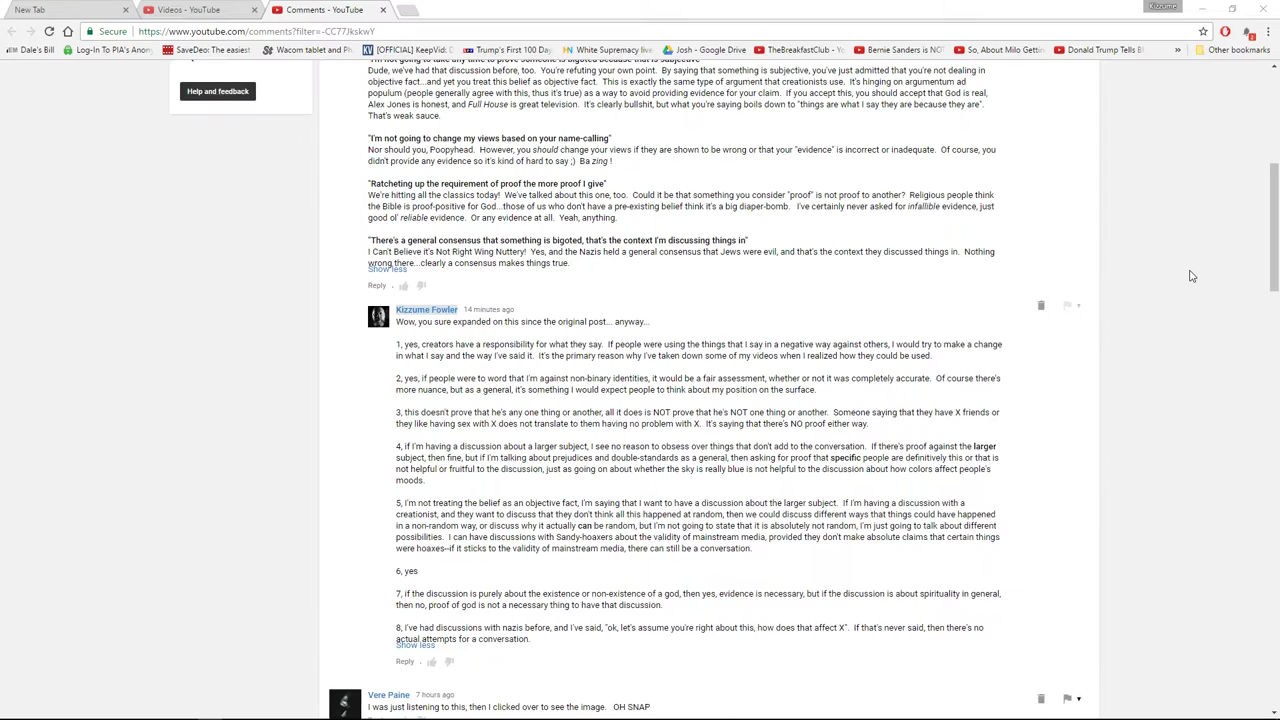 New Tab
Videos - YouTube
Comments - YouTube
Kizzume
Secure
https://www.youtube.com/comments?filter=-CC77JkskwY
Dale's Bill
Log-In To PIA's Anony
SaveDeo: The easiest
Wacom tablet and Ph
[OFFICIAL] KeepVid: D
Trump's First 100 Day
White Supremacy live
Josh - Google Drive
TheBreakfastClub - Yo
Bernie Sanders is NOT
So, About Milo Getting
Donald Trump Tells Bl
»
Other bookmarks
Help and feedback
"I'm not going to take any time to prove someone is bigoted because that is subjective"
Dude, we've had that discussion before, too. You're refuting your own point. By saying that something is subjective, you've just admitted that you're not dealing in
objective fact...and yet you treat this belief as objective fact. This is exactly the same type of argument that creationists use. It's hinging on argumentum ad
populum (people generally agree with this, thus it's true) as a way to avoid providing evidence for your claim. If you accept this, you should accept that God is real,
Alex Jones is honest, and Full House is great television. It's clearly bullshit, but what you're saying boils down to "things are what I say they are because they are".
That's weak sauce.
"I'm not going to change my views based on your name-calling"
Nor should you, Poopyhead. However, you should change your views if they are shown to be wrong or that your "evidence" is incorrect or inadequate. Of course, you
didn't provide any evidence so it's kind of hard to say ;) Ba zing !
"Ratcheting up the requirement of proof the more proof I give"
We're hitting all the classics today! We've talked about this one, too. Could it be that something you consider "proof" is not proof to another? Religious people think
the Bible is proof-positive for God...those of us who don't have a pre-existing belief think it's a big diaper-bomb. I've certainly never asked for infallible evidence, just
good ol' reliable evidence. Or any evidence at all. Yeah, anything.
"There's a general consensus that something is bigoted, that's the context I'm discussing things in"
I Can't Believe it's Not Right Wing Nuttery! Yes, and the Nazis held a general consensus that Jews were evil, and that's the context they discussed things in. Nothing
wrong there...clearly a consensus makes things true.
Show less
Reply
Kizzume Fowler 14 minutes ago
Wow, you sure expanded on this since the original post... anyway...
1, yes, creators have a responsibility for what they say. If people were using the things that I say in a negative way against others, I would try to make a change
in what I say and the way I've said it. It's the primary reason why I've taken down some of my videos when I realized how they could be used.
2, yes, if people were to word that I'm against non-binary identities, it would be a fair assessment, whether or not it was completely accurate. Of course there's
more nuance, but as a general, it's something I would expect people to think about my position on the surface.
3, this doesn't prove that he's any one thing or another, all it does is NOT prove that he's NOT one thing or another. Someone saying that they have X friends or
they like having sex with X does not translate to them having no problem with X. It's saying that there's NO proof either way.
4, if I'm having a discussion about a larger subject, I see no reason to obsess over things that don't add to the conversation. If there's proof against the larger
subject, then fine, but if I'm talking about prejudices and double-standards as a general, then asking for proof that specific people are definitively this or that is
not helpful or fruitful to the discussion, just as going on about whether the sky is really blue is not helpful to the discussion about how colors affect people's
moods.
5, I'm not treating the belief as an objective fact, I'm saying that I want to have a discussion about the larger subject. If I'm having a discussion with a
creationist, and they want to discuss that they don't think all this happened at random, then we could discuss different ways that things could have happened
in a non-random way, or discuss why it actually can be random, but I'm not going to state that it is absolutely not random, I'm just going to talk about different
possibilities. I can have discussions with Sandy-hoaxers about the validity of mainstream media, provided they don't make absolute claims that certain things
were hoaxes--if it sticks to the validity of mainstream media, there can still be a conversation.
6, yes
7, if the discussion is purely about the existence or non-existence of a god, then yes, evidence is necessary, but if the discussion is about spirituality in general,
then no, proof of god is not a necessary thing to have that discussion.
8, I've had discussions with nazis before, and I've said, "ok, let's assume you're right about this, how does that affect X". If that's never said, then there's no
actual attempts for a conversation.
Show less
Reply
Vere Paine 7 hours ago
I was just listening to this, then I clicked over to see the image. OH SNAP